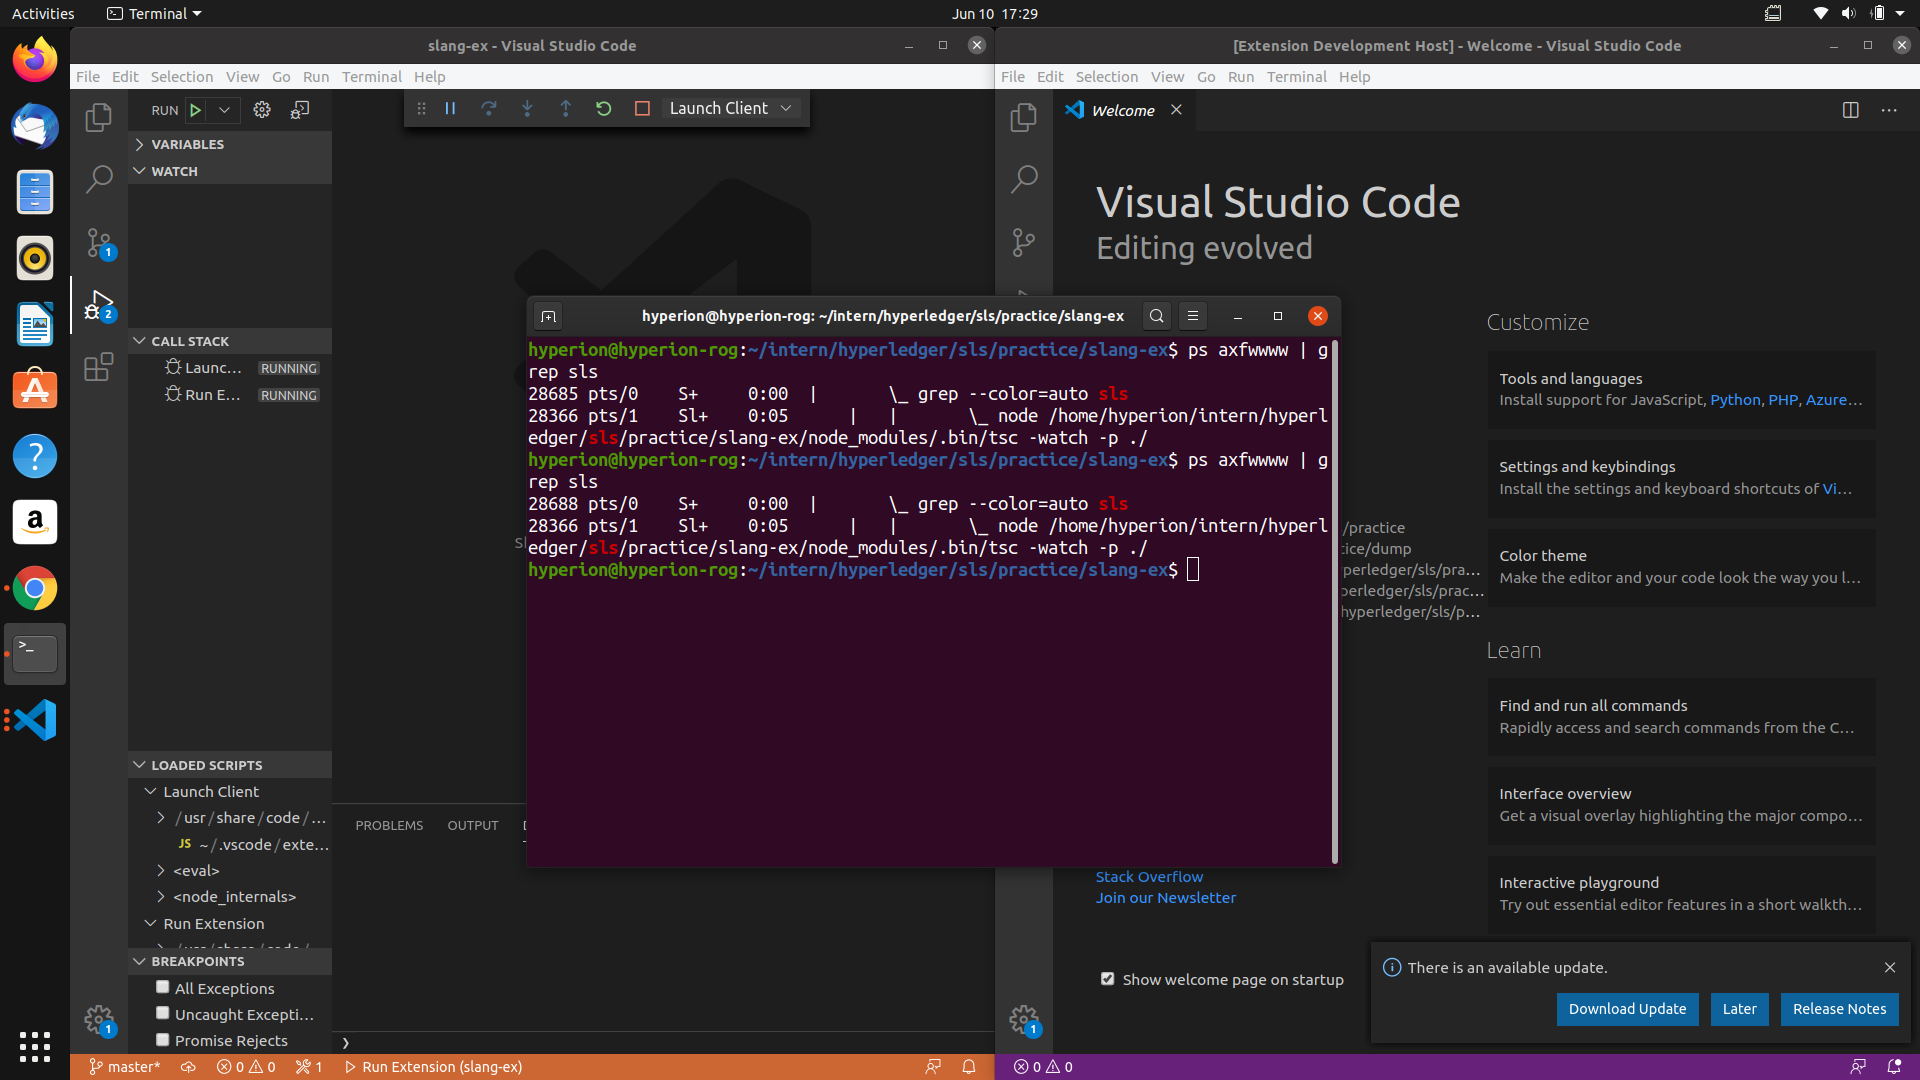 Activities
Terminal
Jun 10 17:29
slang-ex - Visual Studio Code
File Edit Selection View Go Run Terminal Help
RUN
Launch Client
VARIABLES
WATCH
CALL STACK
Launc... RUNNING
Run E... RUNNING
LOADED SCRIPTS
Launch Client
/usr/share/code/...
JS ~/.vscode/exte...
<eval>
<node_internals>
Run Extension
BREAKPOINTS
All Exceptions
Uncaught Excepti...
Promise Rejects
PROBLEMS OUTPUT
master* 0 0 1 Run Extension (slang-ex)
hyperion@hyperion-rog: ~/intern/hyperledger/sls/practice/slang-ex
hyperion@hyperion-rog:~/intern/hyperledger/sls/practice/slang-ex$ ps axfwwww | g
rep sls
28685 pts/0 S+ 0:00 | \_ grep --color=auto sls
28366 pts/1 Sl+ 0:05 | | \_ node /home/hyperion/intern/hyperl
edger/sls/practice/slang-ex/node_modules/.bin/tsc -watch -p ./
hyperion@hyperion-rog:~/intern/hyperledger/sls/practice/slang-ex$ ps axfwwww | g
rep sls
28688 pts/0 S+ 0:00 | \_ grep --color=auto sls
28366 pts/1 Sl+ 0:05 | | \_ node /home/hyperion/intern/hyperl
edger/sls/practice/slang-ex/node_modules/.bin/tsc -watch -p ./
hyperion@hyperion-rog:~/intern/hyperledger/sls/practice/slang-ex$
[Extension Development Host] - Welcome - Visual Studio Code
File Edit Selection View Go Run Terminal Help
Welcome
Visual Studio Code
Editing evolved
/practice
tice/dump
perledger/sls/pra...
perledger/sls/prac...
hyperledger/sls/p...
Stack Overflow
Join our Newsletter
Show welcome page on startup
Customize
Tools and languages
Install support for JavaScript, Python, PHP, Azure...
Settings and keybindings
Install the settings and keyboard shortcuts of Vi...
Color theme
Make the editor and your code look the way you l...
Learn
Find and run all commands
Rapidly access and search commands from the C...
Interface overview
Get a visual overlay highlighting the major compo...
Interactive playground
Try out essential editor features in a short walkth...
There is an available update.
Download Update Later Release Notes
0 0